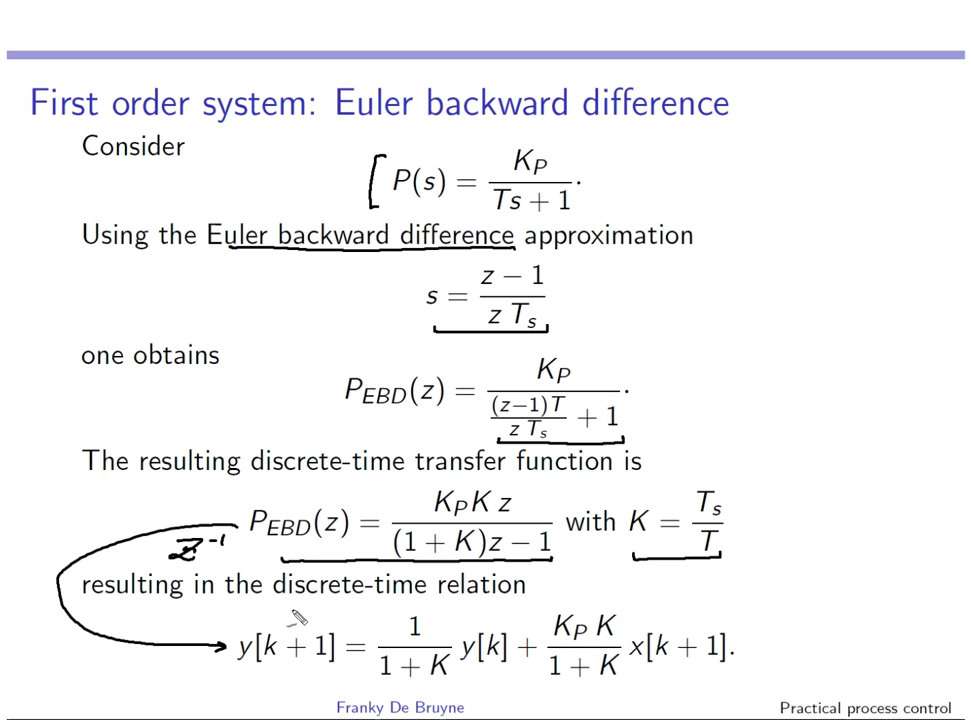 First order system: Euler backward difference
Consider
P(s) = K_P / (Ts + 1).
Using the Euler backward difference approximation
s = (z − 1) / (z T_s)
one obtains
P_EBD(z) = K_P / ((z−1)T / (z T_s) + 1).
The resulting discrete-time transfer function is
P_EBD(z) = K_P K z / ((1 + K)z − 1) with K = T_s / T
Z^-1
resulting in the discrete-time relation
y[k + 1] = 1 / (1 + K) y[k] + K_P K / (1 + K) x[k + 1].
Franky De Bruyne Practical process control